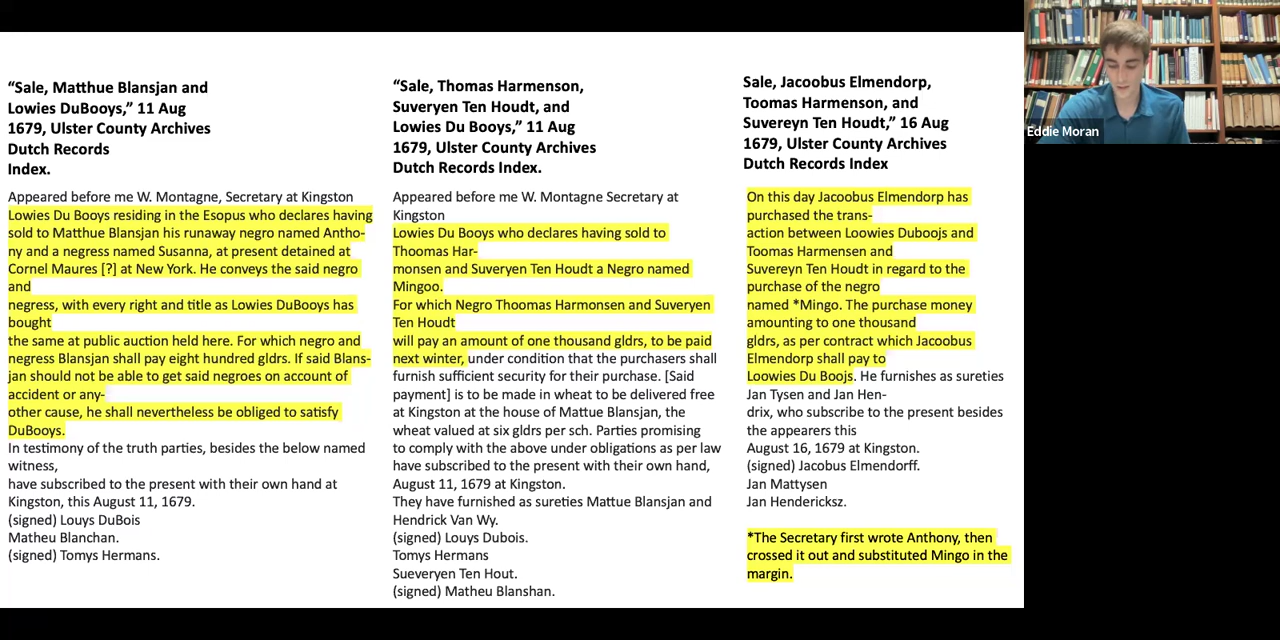 “Sale, Matthue Blansjan and
Lowies DuBooys,” 11 Aug
1679, Ulster County Archives
Dutch Records
Index.
Appeared before me W. Montagne, Secretary at Kingston
Lowies Du Booys residing in the Esopus who declares having
sold to Matthue Blansjan his runaway negro named Antho-
ny and a negress named Susanna, at present detained at
Cornel Maures [?] at New York. He conveys the said negro
and
negress, with every right and title as Lowies DuBooys has
bought
the same at public auction held here. For which negro and
negress Blansjan shall pay eight hundred gldrs. If said Blans-
jan should not be able to get said negroes on account of
accident or any-
other cause, he shall nevertheless be obliged to satisfy
DuBooys.
In testimony of the truth parties, besides the below named
witness,
have subscribed to the present with their own hand at
Kingston, this August 11, 1679.
(signed) Louys DuBois
Matheu Blanchan.
(signed) Tomys Hermans.
“Sale, Thomas Harmenson,
Suveryen Ten Houdt, and
Lowies Du Booys,” 11 Aug
1679, Ulster County Archives
Dutch Records Index.
Appeared before me W. Montagne Secretary at
Kingston
Lowies Du Booys who declares having sold to
Thoomas Har-
monsen and Suveryen Ten Houdt a Negro named
Mingoo.
For which Negro Thoomas Harmonsen and Suveryen
Ten Houdt
will pay an amount of one thousand gldrs, to be paid
next winter, under condition that the purchasers shall
furnish sufficient security for their purchase. [Said
payment] is to be made in wheat to be delivered free
at Kingston at the house of Mattue Blansjan, the
wheat valued at six gldrs per sch. Parties promising
to comply with the above under obligations as per law
have subscribed to the present with their own hand,
August 11, 1679 at Kingston.
They have furnished as sureties Mattue Blansjan and
Hendrick Van Wy.
(signed) Louys Dubois.
Tomys Hermans
Sueveryen Ten Hout.
(signed) Matheu Blanshan.
Sale, Jacoobus Elmendorp,
Toomas Harmenson, and
Suvereyn Ten Houdt,” 16 Aug
1679, Ulster County Archives
Dutch Records Index
On this day Jacoobus Elmendorp has
purchased the trans-
action between Loowies Duboojs and
Toomas Harmensen and
Suvereyn Ten Houdt in regard to the
purchase of the negro
named *Mingo. The purchase money
amounting to one thousand
gldrs, as per contract which Jacoobus
Elmendorp shall pay to
Loowies Du Boojs. He furnishes as sureties
Jan Tysen and Jan Hen-
drix, who subscribe to the present besides
the appearers this
August 16, 1679 at Kingston.
(signed) Jacobus Elmendorff.
Jan Mattysen
Jan Hendericksz.
*The Secretary first wrote Anthony, then
crossed it out and substituted Mingo in the
margin.
Eddie Moran